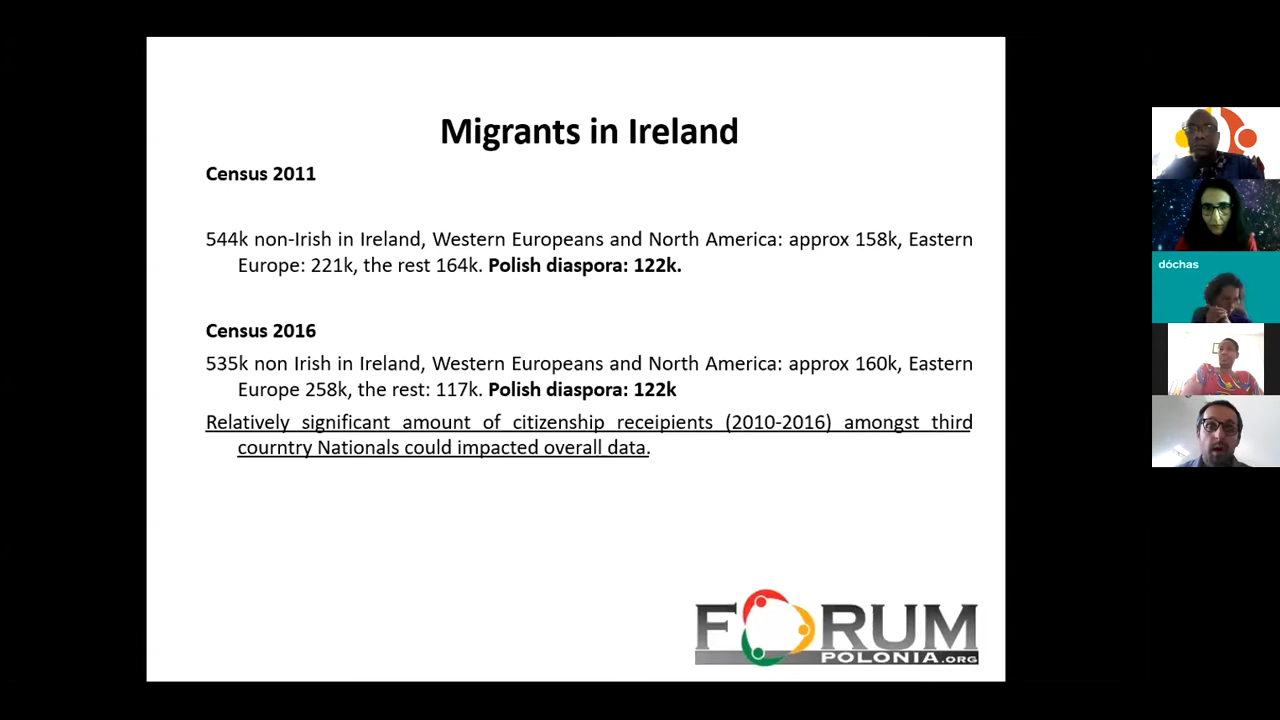 Migrants in Ireland
Census 2011
544k non-Irish in Ireland, Western Europeans and North America: approx 158k, Eastern
Europe: 221k, the rest 164k. Polish diaspora: 122k.
Census 2016
535k non Irish in Ireland, Western Europeans and North America: approx 160k, Eastern
Europe 258k, the rest: 117k. Polish diaspora: 122k
Relatively significant amount of citizenship receipients (2010-2016) amongst third
courntry Nationals could impacted overall data.
FORUM
POLONIA.ORG
dóchas